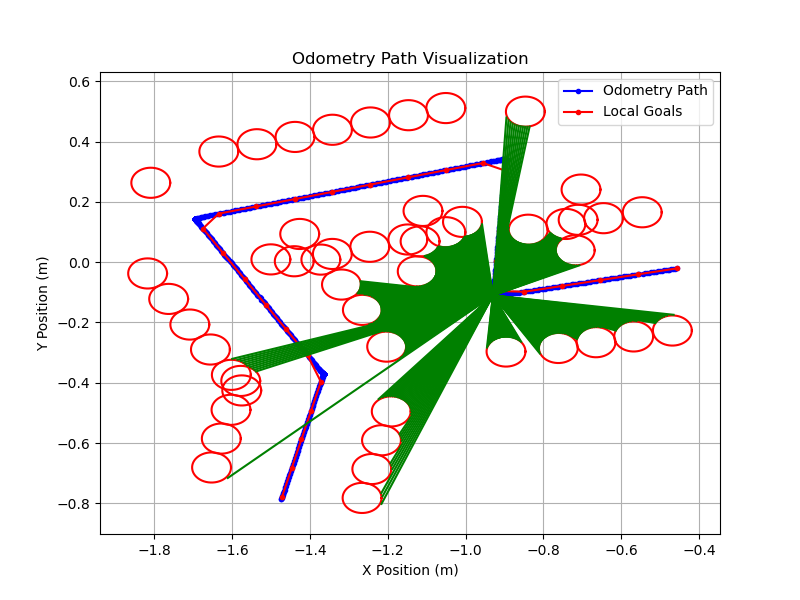 Odometry Path Visualization
Odometry Path
Local Goals
Y Position (m)
0.6
0.4
0.2
0.0
−0.2
−0.4
−0.6
−0.8
−1.8 −1.6 −1.4 −1.2 −1.0 −0.8 −0.6 −0.4
X Position (m)